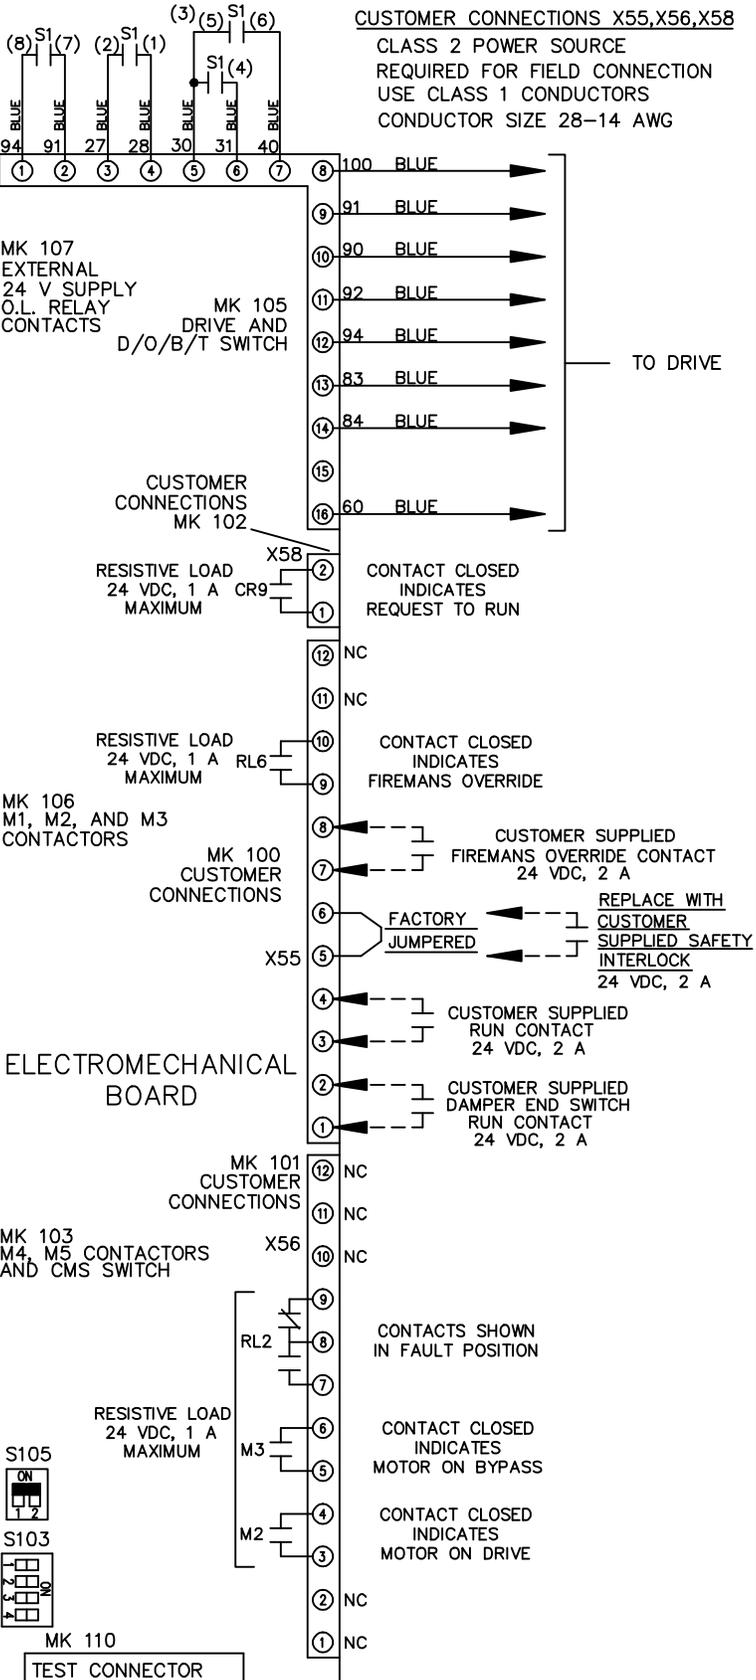 CUSTOMER CONNECTIONS X55,X56,X58
CLASS 2 POWER SOURCE
REQUIRED FOR FIELD CONNECTION
USE CLASS 1 CONDUCTORS
CONDUCTOR SIZE 28-14 AWG
(8) S1 (7)
(2) S1 (1)
(3) (5) S1 (6)
S1 (4)
BLUE BLUE BLUE BLUE BLUE BLUE BLUE
94 91 27 28 30 31 40
1 2 3 4 5 6 7
8 100 BLUE
9 91 BLUE
10 90 BLUE
11 92 BLUE
12 94 BLUE
13 83 BLUE
14 84 BLUE
15
16 60 BLUE
TO DRIVE
MK 107
EXTERNAL
24 V SUPPLY
O.L. RELAY
CONTACTS
MK 105
DRIVE AND
D/O/B/T SWITCH
CUSTOMER
CONNECTIONS
MK 102
X58
RESISTIVE LOAD
24 VDC, 1 A
MAXIMUM
CR9
2
1
CONTACT CLOSED
INDICATES
REQUEST TO RUN
12 NC
11 NC
RESISTIVE LOAD
24 VDC, 1 A
MAXIMUM
RL6
10
9
CONTACT CLOSED
INDICATES
FIREMANS OVERRIDE
MK 106
M1, M2, AND M3
CONTACTORS
MK 100
CUSTOMER
CONNECTIONS
X55
8
7
CUSTOMER SUPPLIED
FIREMANS OVERRIDE CONTACT
24 VDC, 2 A
6
5
FACTORY
JUMPERED
REPLACE WITH
CUSTOMER
SUPPLIED SAFETY
INTERLOCK
24 VDC, 2 A
4
3
CUSTOMER SUPPLIED
RUN CONTACT
24 VDC, 2 A
2
1
CUSTOMER SUPPLIED
DAMPER END SWITCH
RUN CONTACT
24 VDC, 2 A
ELECTROMECHANICAL
BOARD
MK 101
CUSTOMER
CONNECTIONS
X56
12 NC
11 NC
10 NC
MK 103
M4, M5 CONTACTORS
AND CMS SWITCH
9
RL2 8
7
CONTACTS SHOWN
IN FAULT POSITION
RESISTIVE LOAD
24 VDC, 1 A
MAXIMUM
6
M3
5
CONTACT CLOSED
INDICATES
MOTOR ON BYPASS
4
M2
3
CONTACT CLOSED
INDICATES
MOTOR ON DRIVE
2 NC
1 NC
S105
ON
1 2
S103
1
2
3
4
ON
MK 110
TEST CONNECTOR